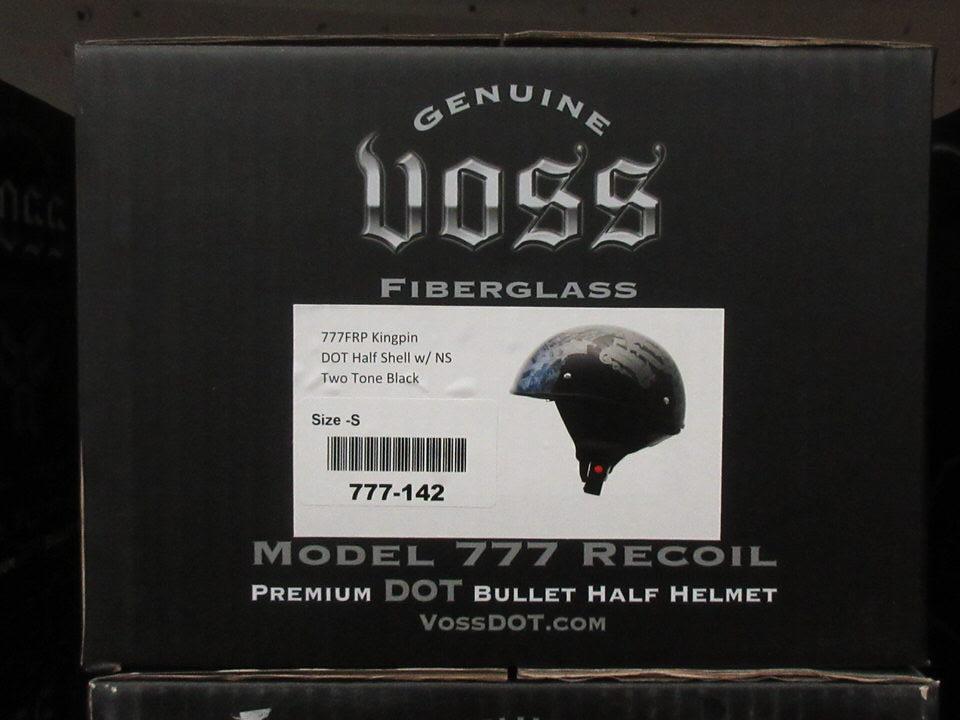 GENUINE
VOSS
FIBERGLASS
777FRP Kingpin
DOT Half Shell w/ NS
Two Tone Black
Size -S
777-142
MODEL 777 RECOIL
PREMIUM DOT BULLET HALF HELMET
VOSSDOT.COM